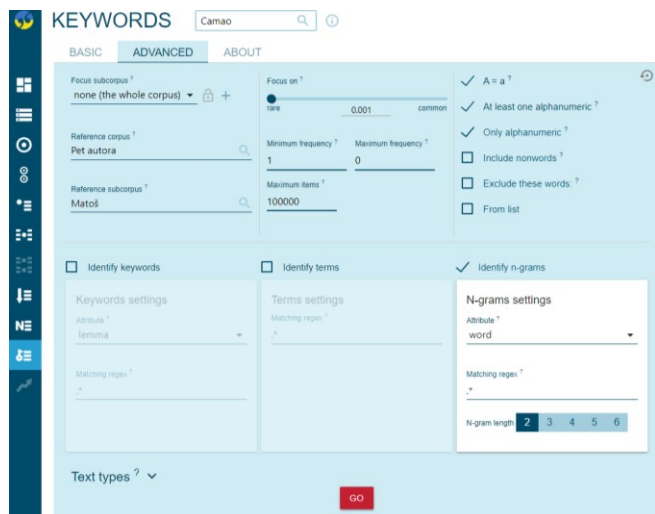 KEYWORDS
Camao
BASIC ADVANCED ABOUT
Focus subcorpus ?
none (the whole corpus)
Reference corpus ?
Pet autora
Reference subcorpus ?
Matoš
Focus on ?
rare 0.001 common
Minimum frequency ? Maximum frequency ?
1 0
Maximum items ?
100000
A = a ?
At least one alphanumeric ?
Only alphanumeric ?
Include nonwords ?
Exclude these words: ?
From list
Identify keywords
Keywords settings
Attribute ?
lemma
Matching regex ?
.*
Identify terms
Terms settings
Matching regex ?
.*
Identify n-grams
N-grams settings
Attribute ?
word
Matching regex ?
.*
N-gram length 2 3 4 5 6
Text types ?
GO